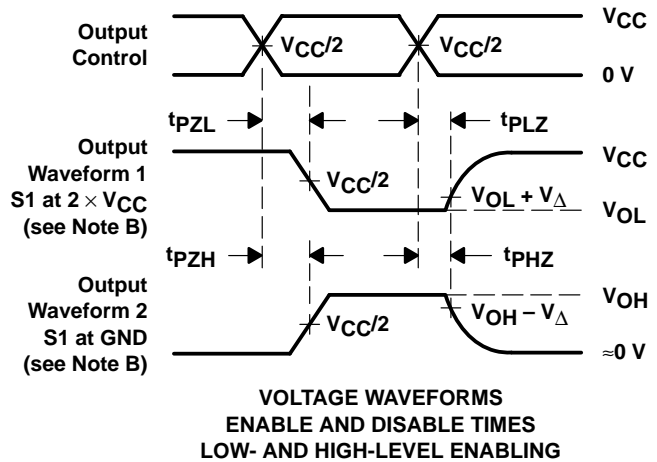 Output
Control
VCC/2
VCC/2
VCC
0 V
tPZL
tPLZ
Output
Waveform 1
S1 at 2 × VCC
(see Note B)
VCC/2
VOL + VΔ
VCC
VOL
tPZH
tPHZ
Output
Waveform 2
S1 at GND
(see Note B)
VCC/2
VOH − VΔ
VOH
≈0 V
VOLTAGE WAVEFORMS
ENABLE AND DISABLE TIMES
LOW- AND HIGH-LEVEL ENABLING